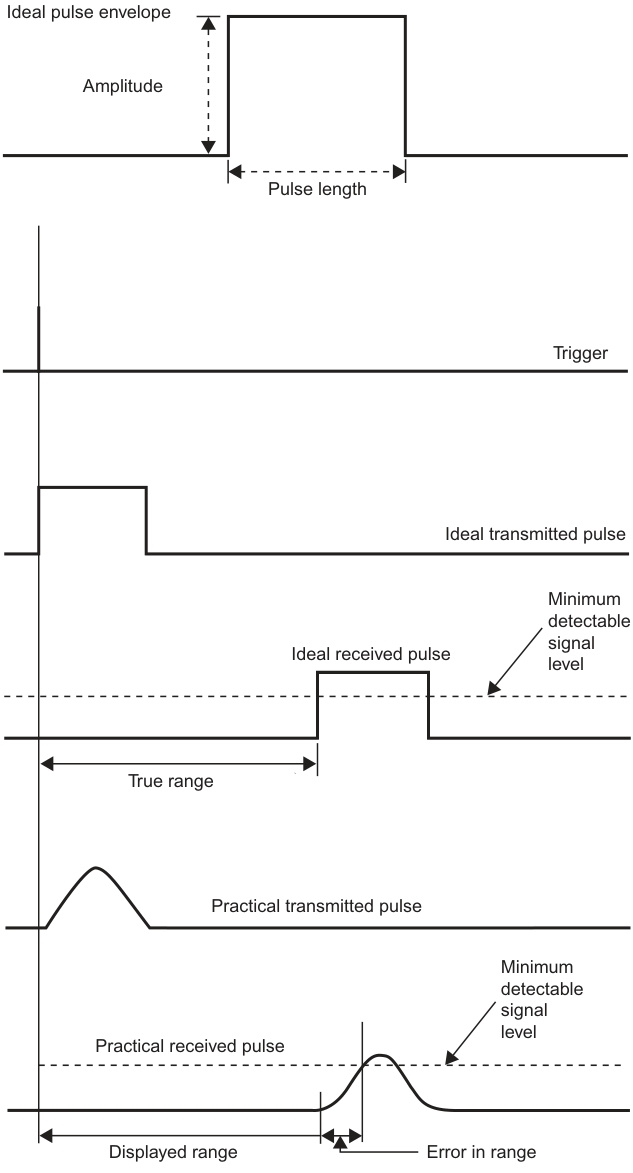 Ideal pulse envelope
Amplitude
Pulse length
Trigger
Ideal transmitted pulse
Minimum
detectable
signal
level
Ideal received pulse
True range
Practical transmitted pulse
Minimum
detectable
signal
level
Practical received pulse
Displayed range
Error in range